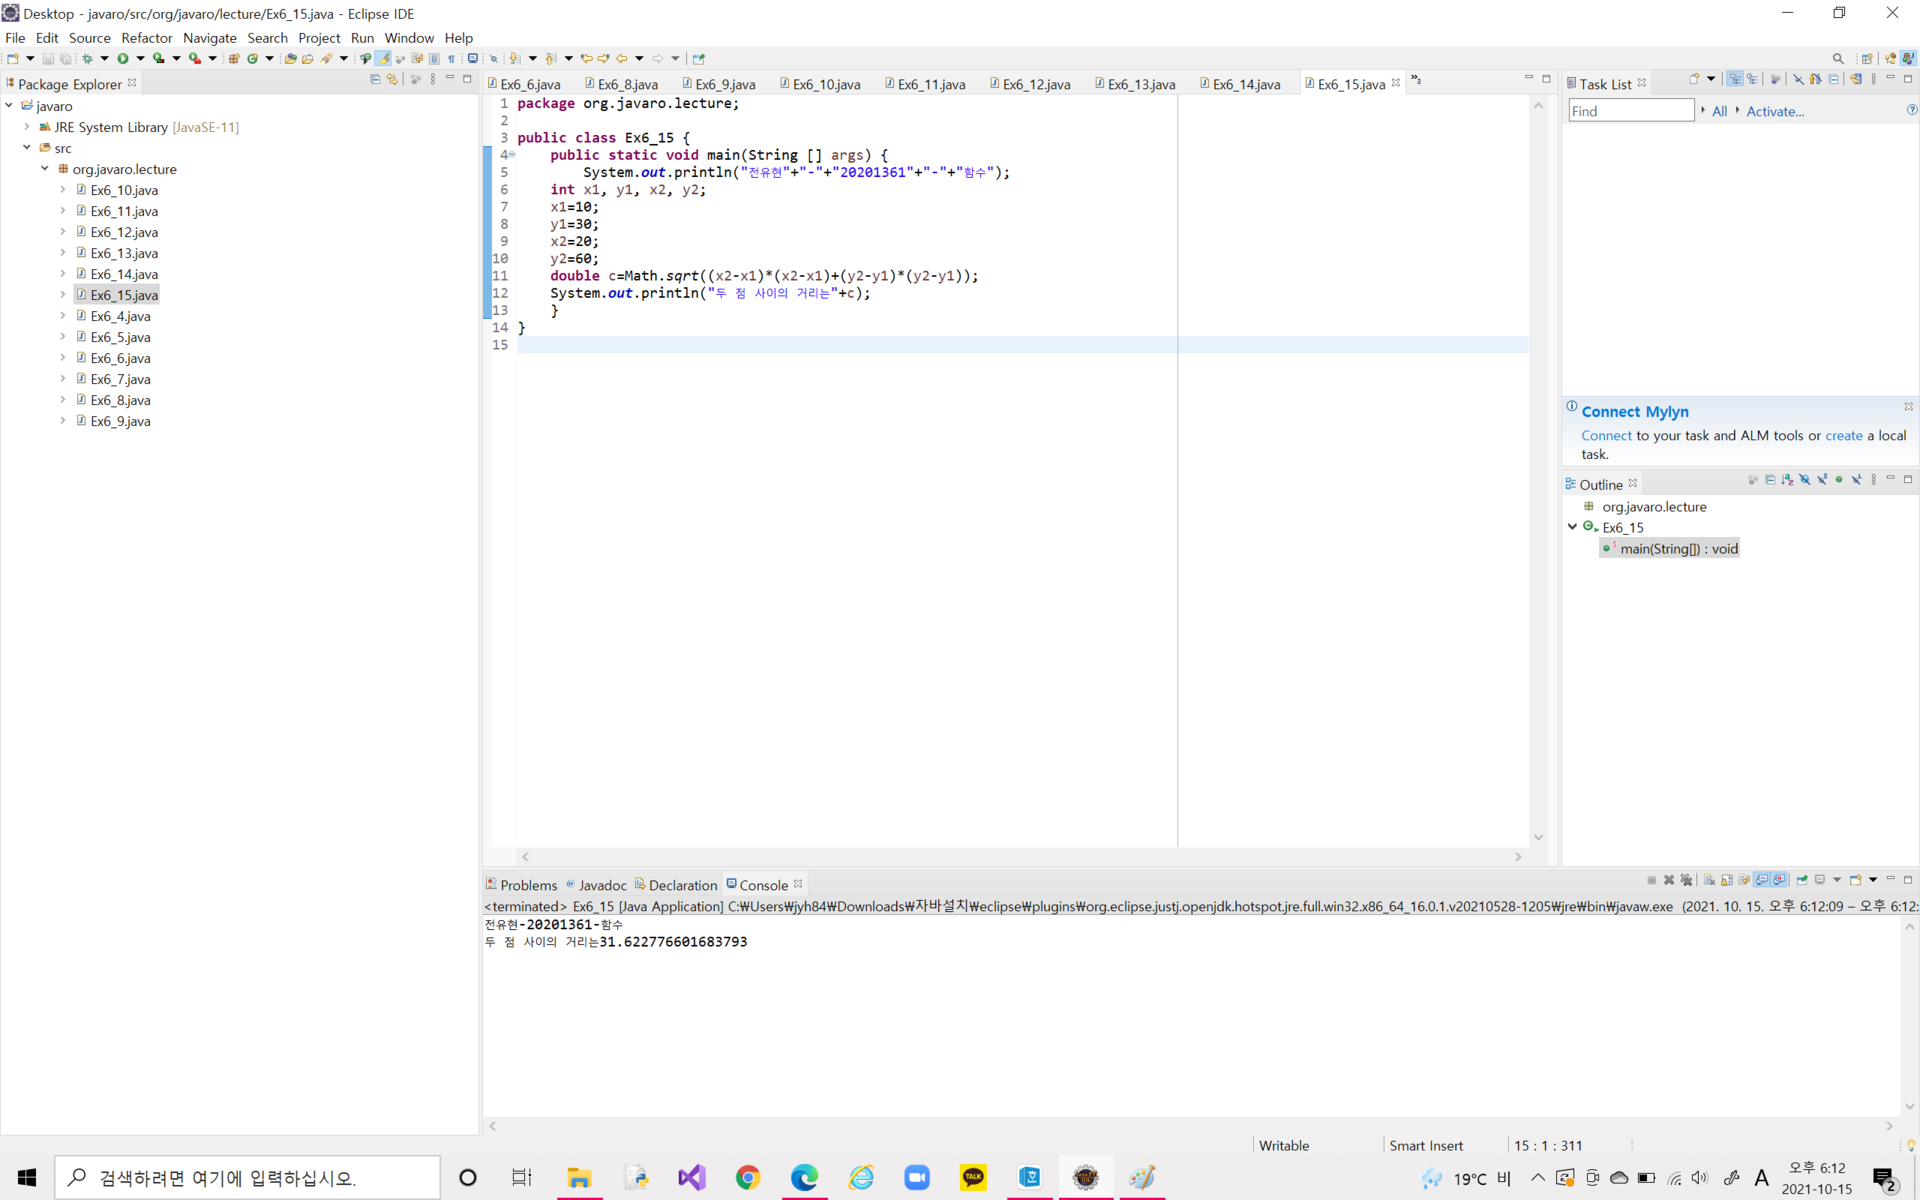 Desktop - javaro/src/org/javaro/lecture/Ex6_15.java - Eclipse IDE
File Edit Source Refactor Navigate Search Project Run Window Help
Package Explorer
javaro
JRE System Library [JavaSE-11]
src
org.javaro.lecture
Ex6_10.java
Ex6_11.java
Ex6_12.java
Ex6_13.java
Ex6_14.java
Ex6_15.java
Ex6_4.java
Ex6_5.java
Ex6_6.java
Ex6_7.java
Ex6_8.java
Ex6_9.java
Ex6_6.java Ex6_8.java Ex6_9.java Ex6_10.java Ex6_11.java Ex6_12.java Ex6_13.java Ex6_14.java Ex6_15.java
1 package org.javaro.lecture;
2
3 public class Ex6_15 {
4 public static void main(String [] args) {
5 System.out.println("전유현"+"-"+"20201361"+"-"+"함수");
6 int x1, y1, x2, y2;
7 x1=10;
8 y1=30;
9 x2=20;
10 y2=60;
11 double c=Math.sqrt((x2-x1)*(x2-x1)+(y2-y1)*(y2-y1));
12 System.out.println("두 점 사이의 거리는"+c);
13 }
14 }
15
Task List
Find All Activate...
Connect Mylyn
Connect to your task and ALM tools or create a local
task.
Outline
org.javaro.lecture
Ex6_15
main(String[]) : void
Problems Javadoc Declaration Console
<terminated> Ex6_15 [Java Application] C:₩Users₩jyh84₩Downloads₩자바설치₩eclipse₩plugins₩org.eclipse.justj.openjdk.hotspot.jre.full.win32.x86_64_16.0.1.v20210528-1205₩jre₩bin₩javaw.exe (2021. 10. 15. 오후 6:12:09 – 오후 6:12:
전유현-20201361-함수
두 점 사이의 거리는31.622776601683793
Writable Smart Insert 15 : 1 : 311
검색하려면 여기에 입력하십시오.
TALK
19°C 비
A
오후 6:12
2021-10-15
2